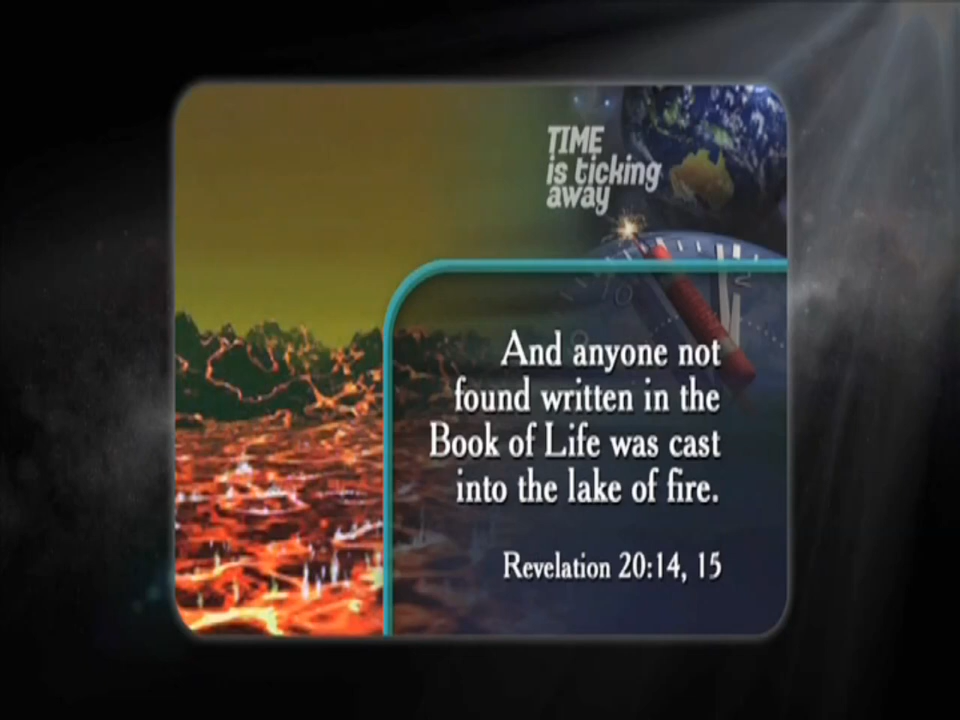 TIME
is ticking
away
And anyone not
found written in the
Book of Life was cast
into the lake of fire.
Revelation 20:14, 15